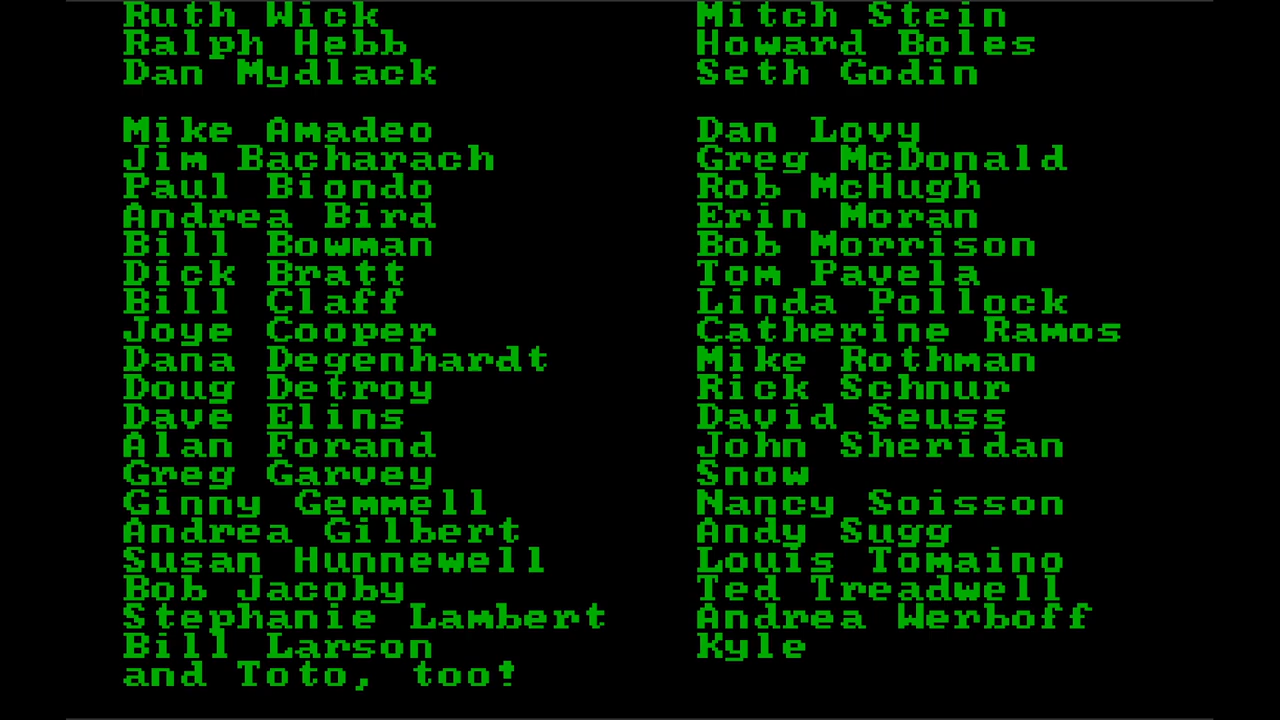 Ruth Wick
Ralph Hebb
Dan Mydlack
Mike Amadeo
Jim Bacharach
Paul Biondo
Andrea Bird
Bill Bowman
Dick Bratt
Bill Claff
Joye Cooper
Dana Degenhardt
Doug Detroy
Dave Elins
Alan Forand
Greg Garvey
Ginny Gemmell
Andrea Gilbert
Susan Hunnewell
Bob Jacoby
Stephanie Lambert
Bill Larson
and Toto, too!
Mitch Stein
Howard Boles
Seth Godin
Dan Lovy
Greg McDonald
Rob McHugh
Erin Moran
Bob Morrison
Tom Pavela
Linda Pollock
Catherine Ramos
Mike Rothman
Rick Schnur
David Seuss
John Sheridan
Snow
Nancy Soisson
Andy Sugg
Louis Tomaino
Ted Treadwell
Andrea Werboff
Kyle